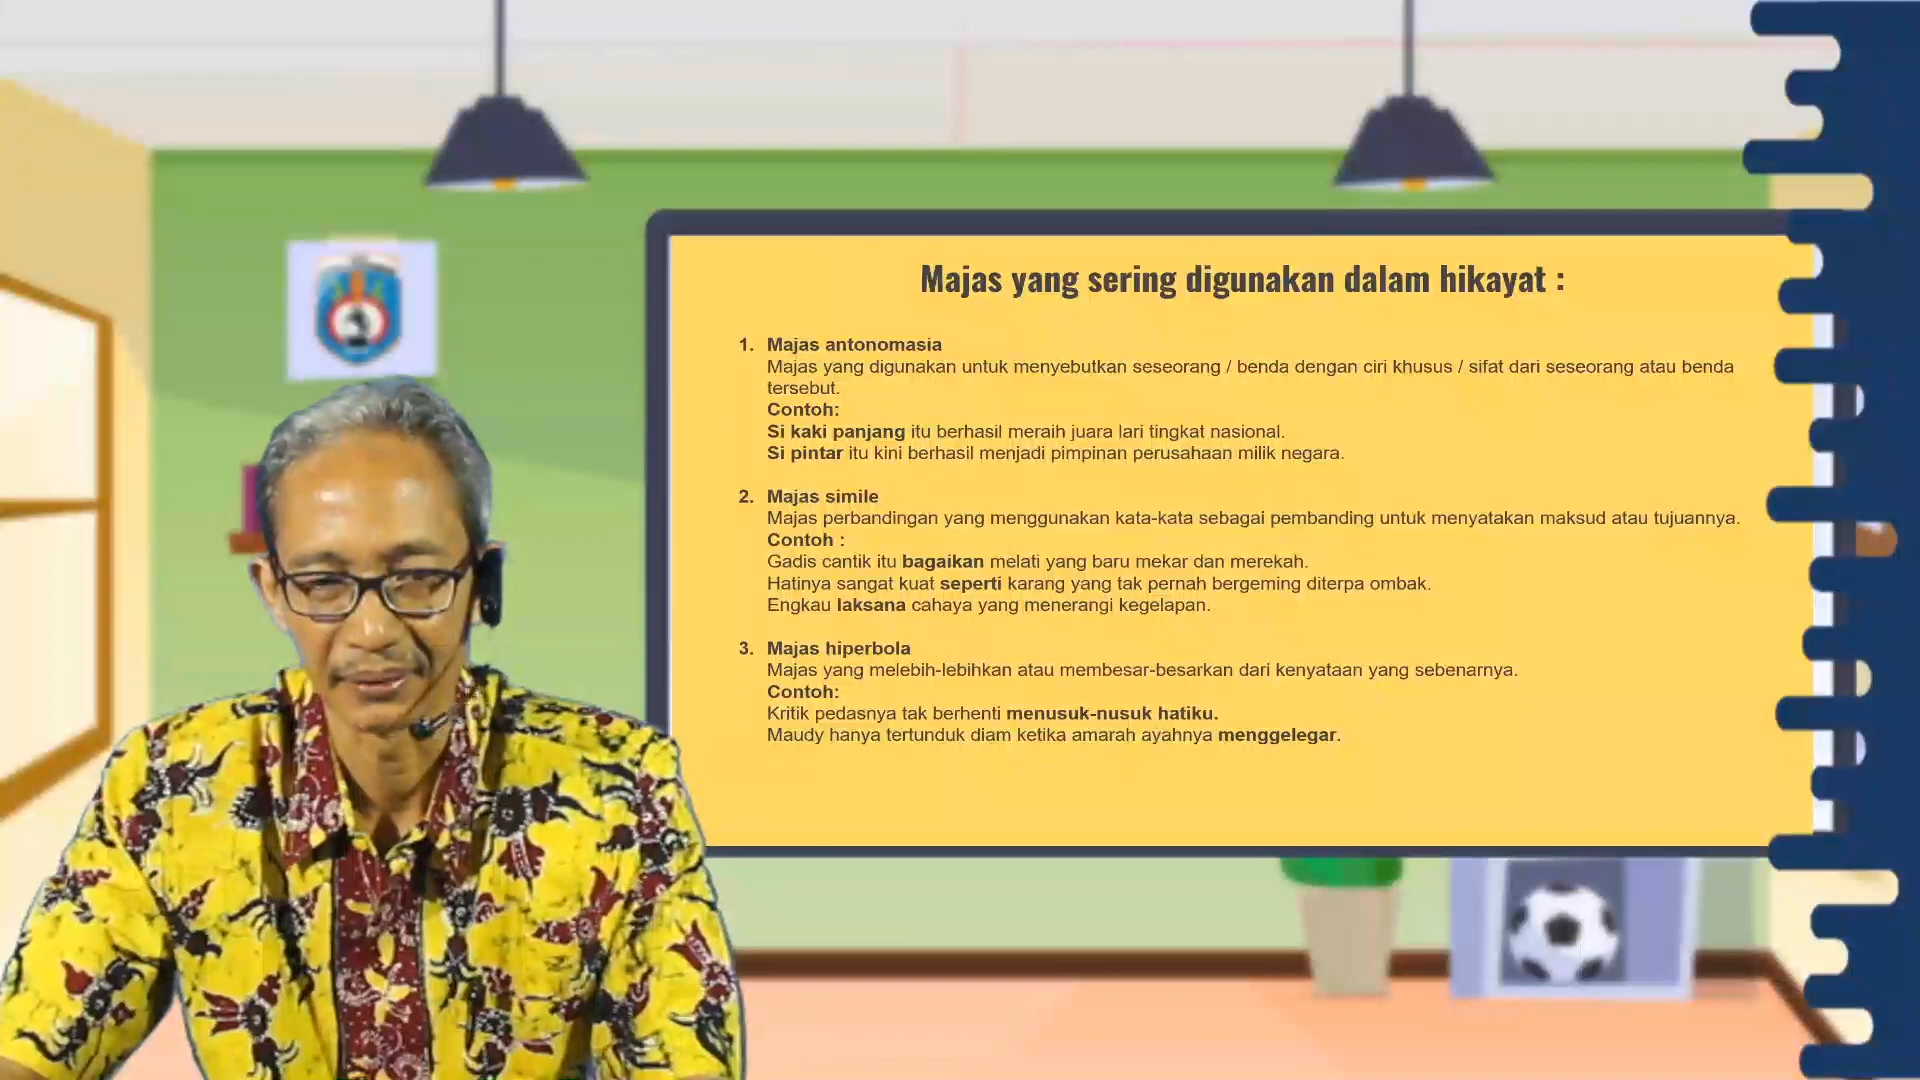 Majas yang sering digunakan dalam hikayat :
1. Majas antonomasia
Majas yang digunakan untuk menyebutkan seseorang / benda dengan ciri khusus / sifat dari seseorang atau benda
tersebut.
Contoh:
Si kaki panjang itu berhasil meraih juara lari tingkat nasional.
Si pintar itu kini berhasil menjadi pimpinan perusahaan milik negara.
2. Majas simile
Majas perbandingan yang menggunakan kata-kata sebagai pembanding untuk menyatakan maksud atau tujuannya.
Contoh :
Gadis cantik itu bagaikan melati yang baru mekar dan merekah.
Hatinya sangat kuat seperti karang yang tak pernah bergeming diterpa ombak.
Engkau laksana cahaya yang menerangi kegelapan.
3. Majas hiperbola
Majas yang melebih-lebihkan atau membesar-besarkan dari kenyataan yang sebenarnya.
Contoh:
Kritik pedasnya tak berhenti menusuk-nusuk hatiku.
Maudy hanya tertunduk diam ketika amarah ayahnya menggelegar.